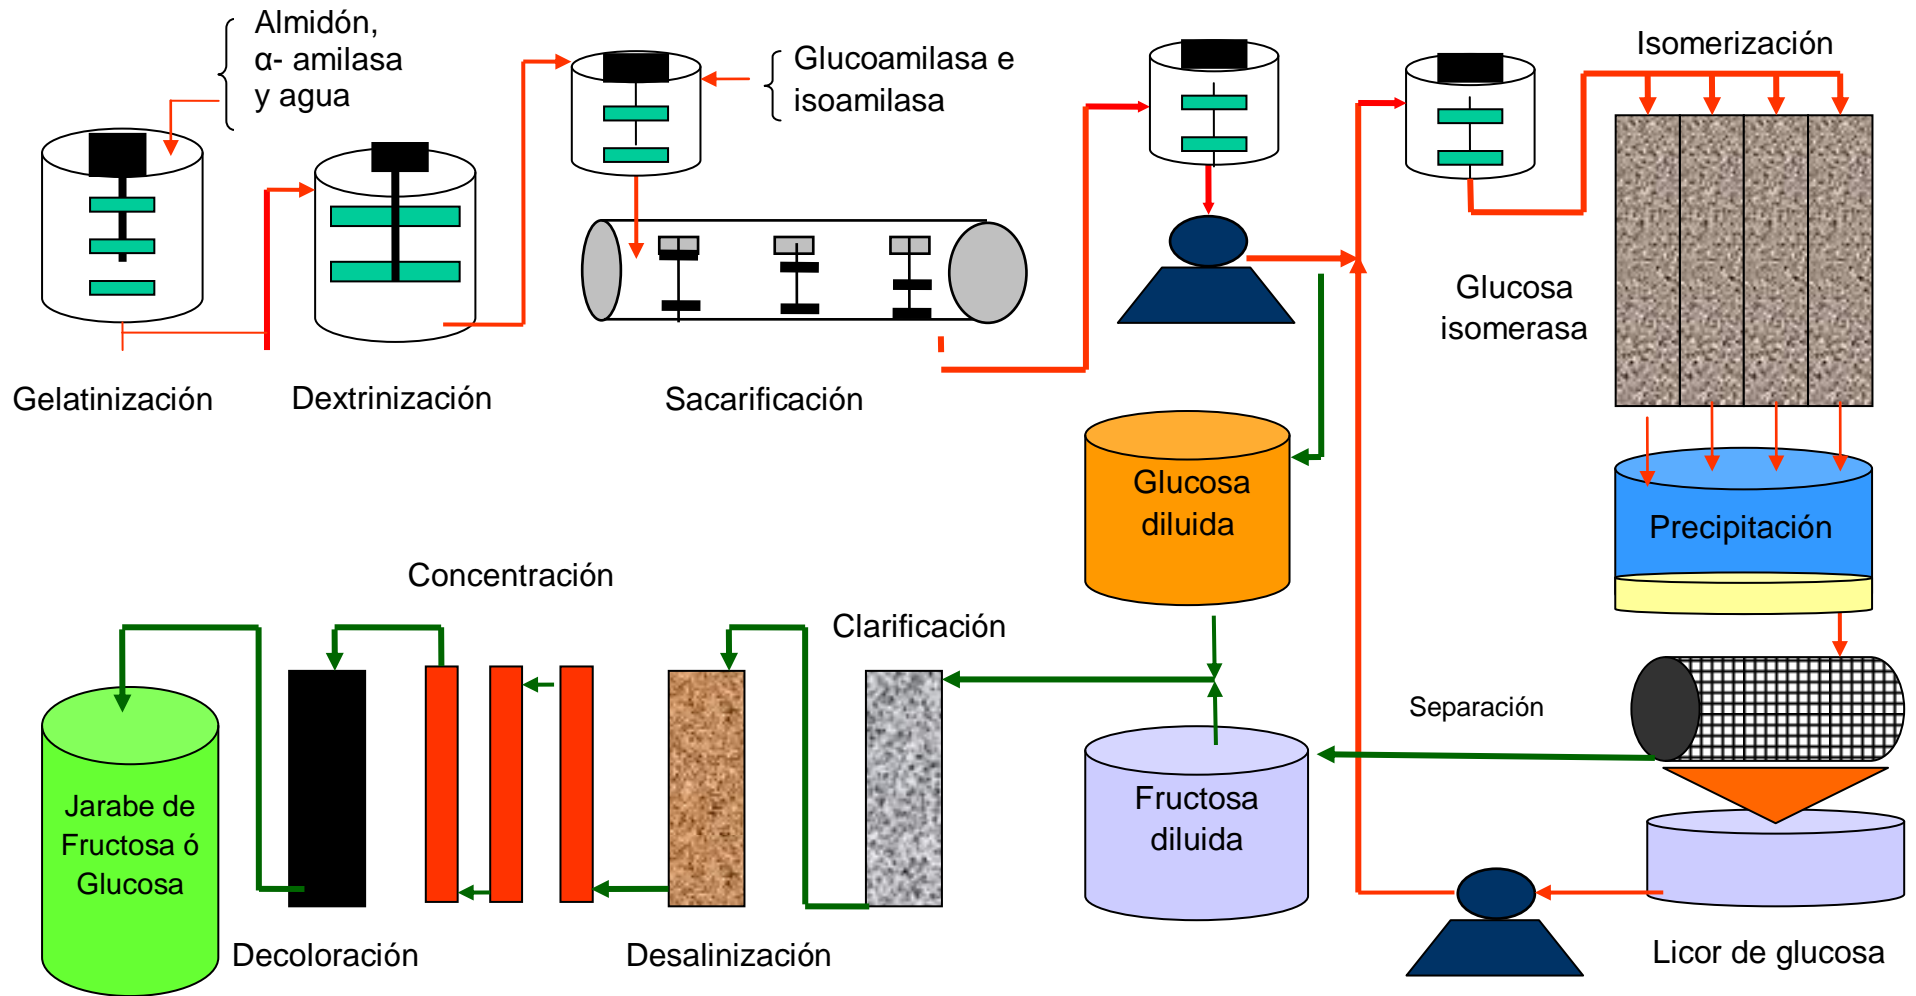 Almidón,
α- amilasa
y agua
Glucoamilasa e
isoamilasa
Isomerización
Glucosa
isomerasa
Gelatinización
Dextrinización
Sacarificación
Glucosa
diluida
Precipitación
Concentración
Clarificación
Separación
Jarabe de
Fructosa ó
Glucosa
Fructosa
diluida
Decoloración
Desalinización
Licor de glucosa